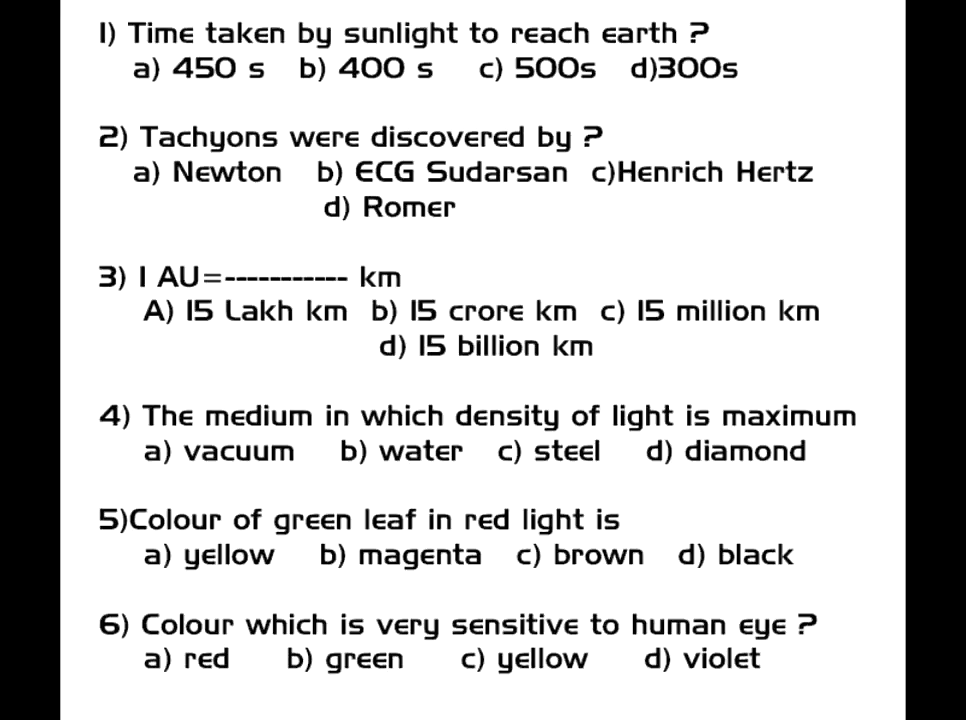 1) Time taken by sunlight to reach earth ?
a) 450 s b) 400 s c) 500s d)300s
2) Tachyons were discovered by ?
a) Newton b) ECG Sudarsan c)Henrich Hertz
d) Romer
3) 1 AU=----------- km
A) 15 Lakh km b) 15 crore km c) 15 million km
d) 15 billion km
4) The medium in which density of light is maximum
a) vacuum b) water c) steel d) diamond
5)Colour of green leaf in red light is
a) yellow b) magenta c) brown d) black
6) Colour which is very sensitive to human eye ?
a) red b) green c) yellow d) violet